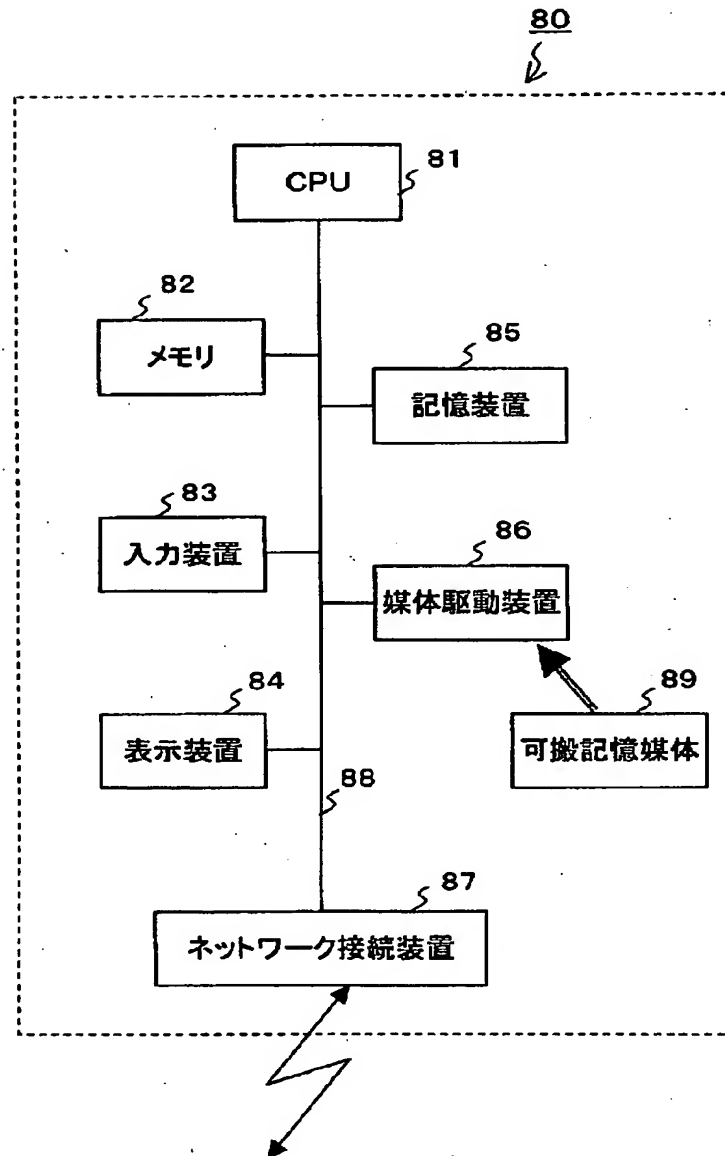 80
81
CPU
82
メモリ
85
記憶装置
83
入力装置
86
媒体駆動装置
84
表示装置
89
可搬記憶媒体
88
87
ネットワーク接続装置